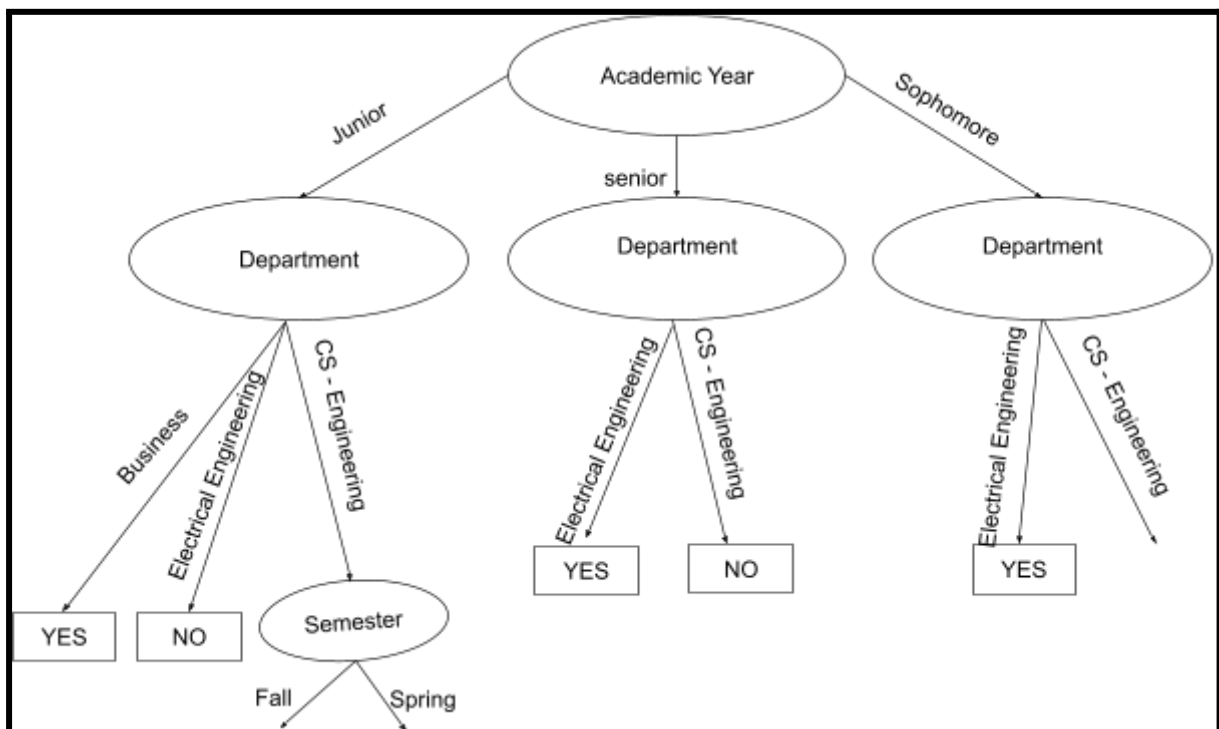 Academic Year
Junior
senior
Sophomore
Department
Department
Department
Business
Electrical Engineering
CS - Engineering
Electrical Engineering
CS - Engineering
Electrical Engineering
CS - Engineering
YES
NO
YES
NO
YES
Semester
Fall
Spring